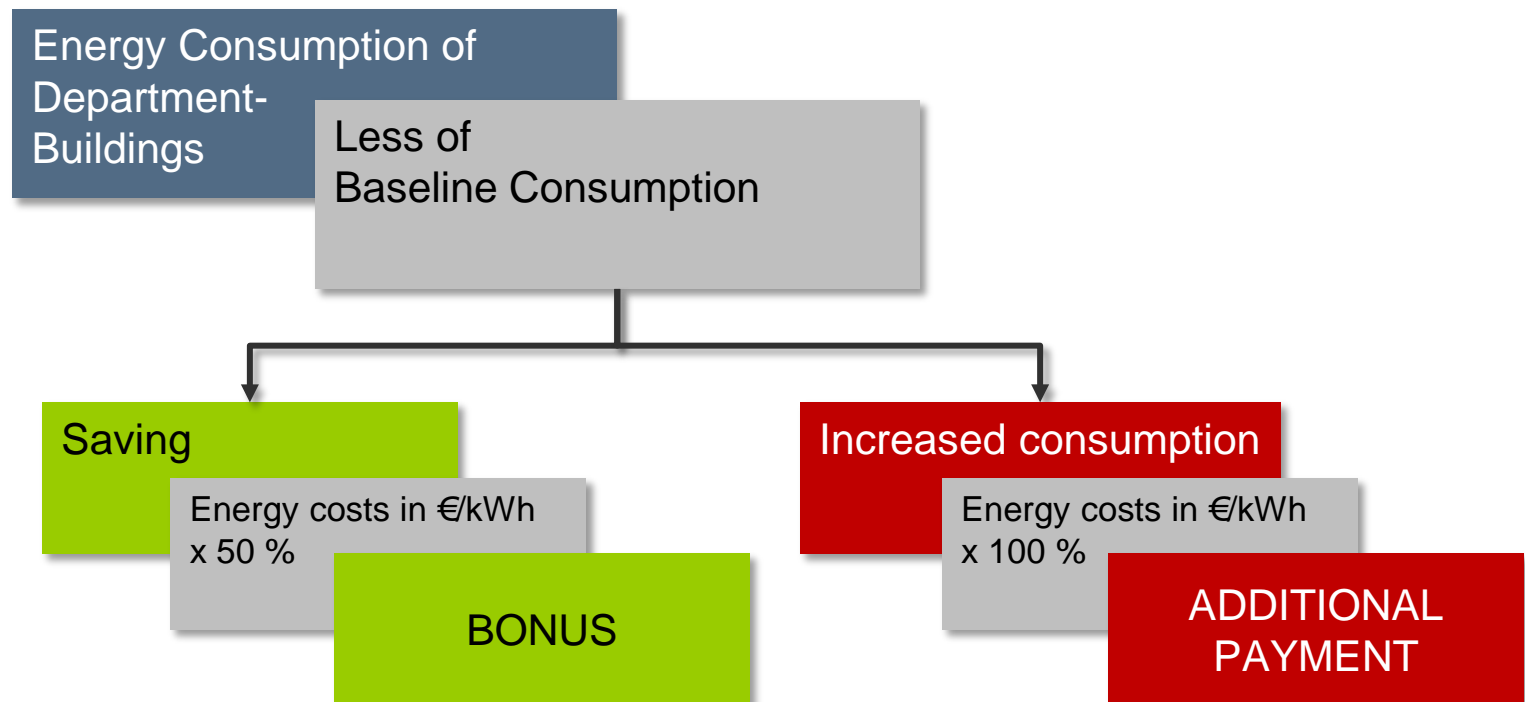 Energy Consumption of
Department-
Buildings
Less of
Baseline Consumption
Saving
Energy costs in €/kWh
x 50 %
BONUS
Increased consumption
Energy costs in €/kWh
x 100 %
ADDITIONAL
PAYMENT